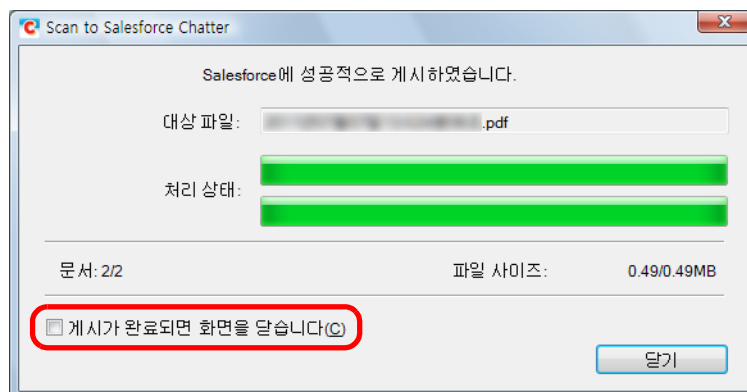 Scan to Salesforce Chatter
Salesforce에 성공적으로 게시하였습니다.
대상 파일: .pdf
처리 상태:
문서: 2/2 파일 사이즈: 0.49/0.49MB
게시가 완료되면 화면을 닫습니다(C)
닫기